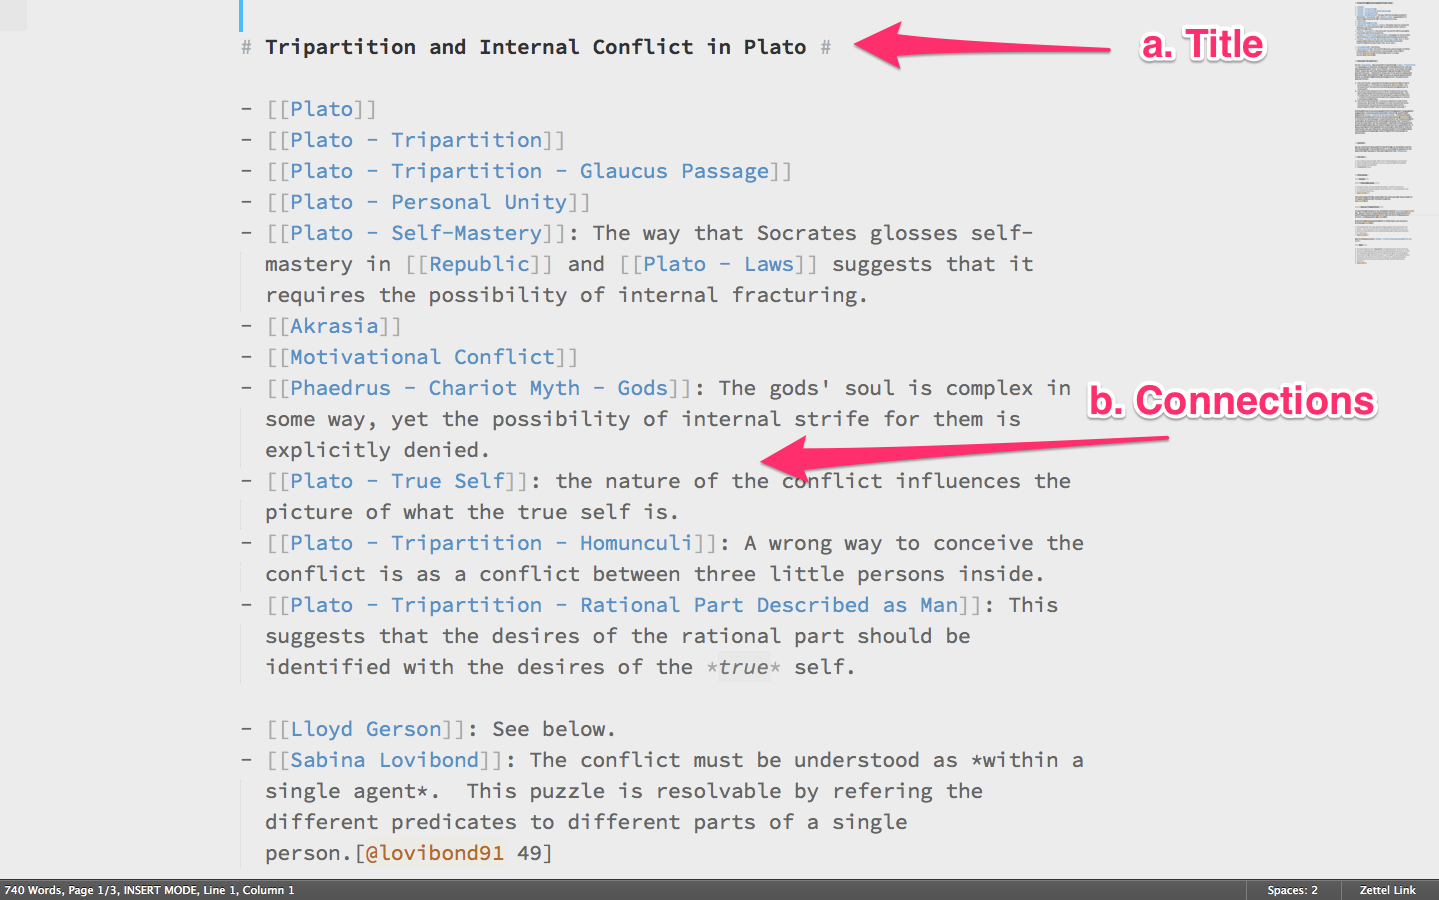 # Tripartition and Internal Conflict in Plato #
a. Title
- [[Plato]]
- [[Plato - Tripartition]]
- [[Plato - Tripartition - Glaucus Passage]]
- [[Plato - Personal Unity]]
- [[Plato - Self-Mastery]]: The way that Socrates glosses self-
mastery in [[Republic]] and [[Plato - Laws]] suggests that it
requires the possibility of internal fracturing.
- [[Akrasia]]
- [[Motivational Conflict]]
- [[Phaedrus - Chariot Myth - Gods]]: The gods' soul is complex in
some way, yet the possibility of internal strife for them is
explicitly denied.
b. Connections
- [[Plato - True Self]]: the nature of the conflict influences the
picture of what the true self is.
- [[Plato - Tripartition - Homunculi]]: A wrong way to conceive the
conflict is as a conflict between three little persons inside.
- [[Plato - Tripartition - Rational Part Described as Man]]: This
suggests that the desires of the rational part should be
identified with the desires of the *true* self.
- [[Lloyd Gerson]]: See below.
- [[Sabina Lovibond]]: The conflict must be understood as *within a
single agent*.  This puzzle is resolvable by refering the
different predicates to different parts of a single
person.[@lovibond91 49]
740 Words, Page 1/3, INSERT MODE, Line 1, Column 1
Spaces: 2
Zettel Link